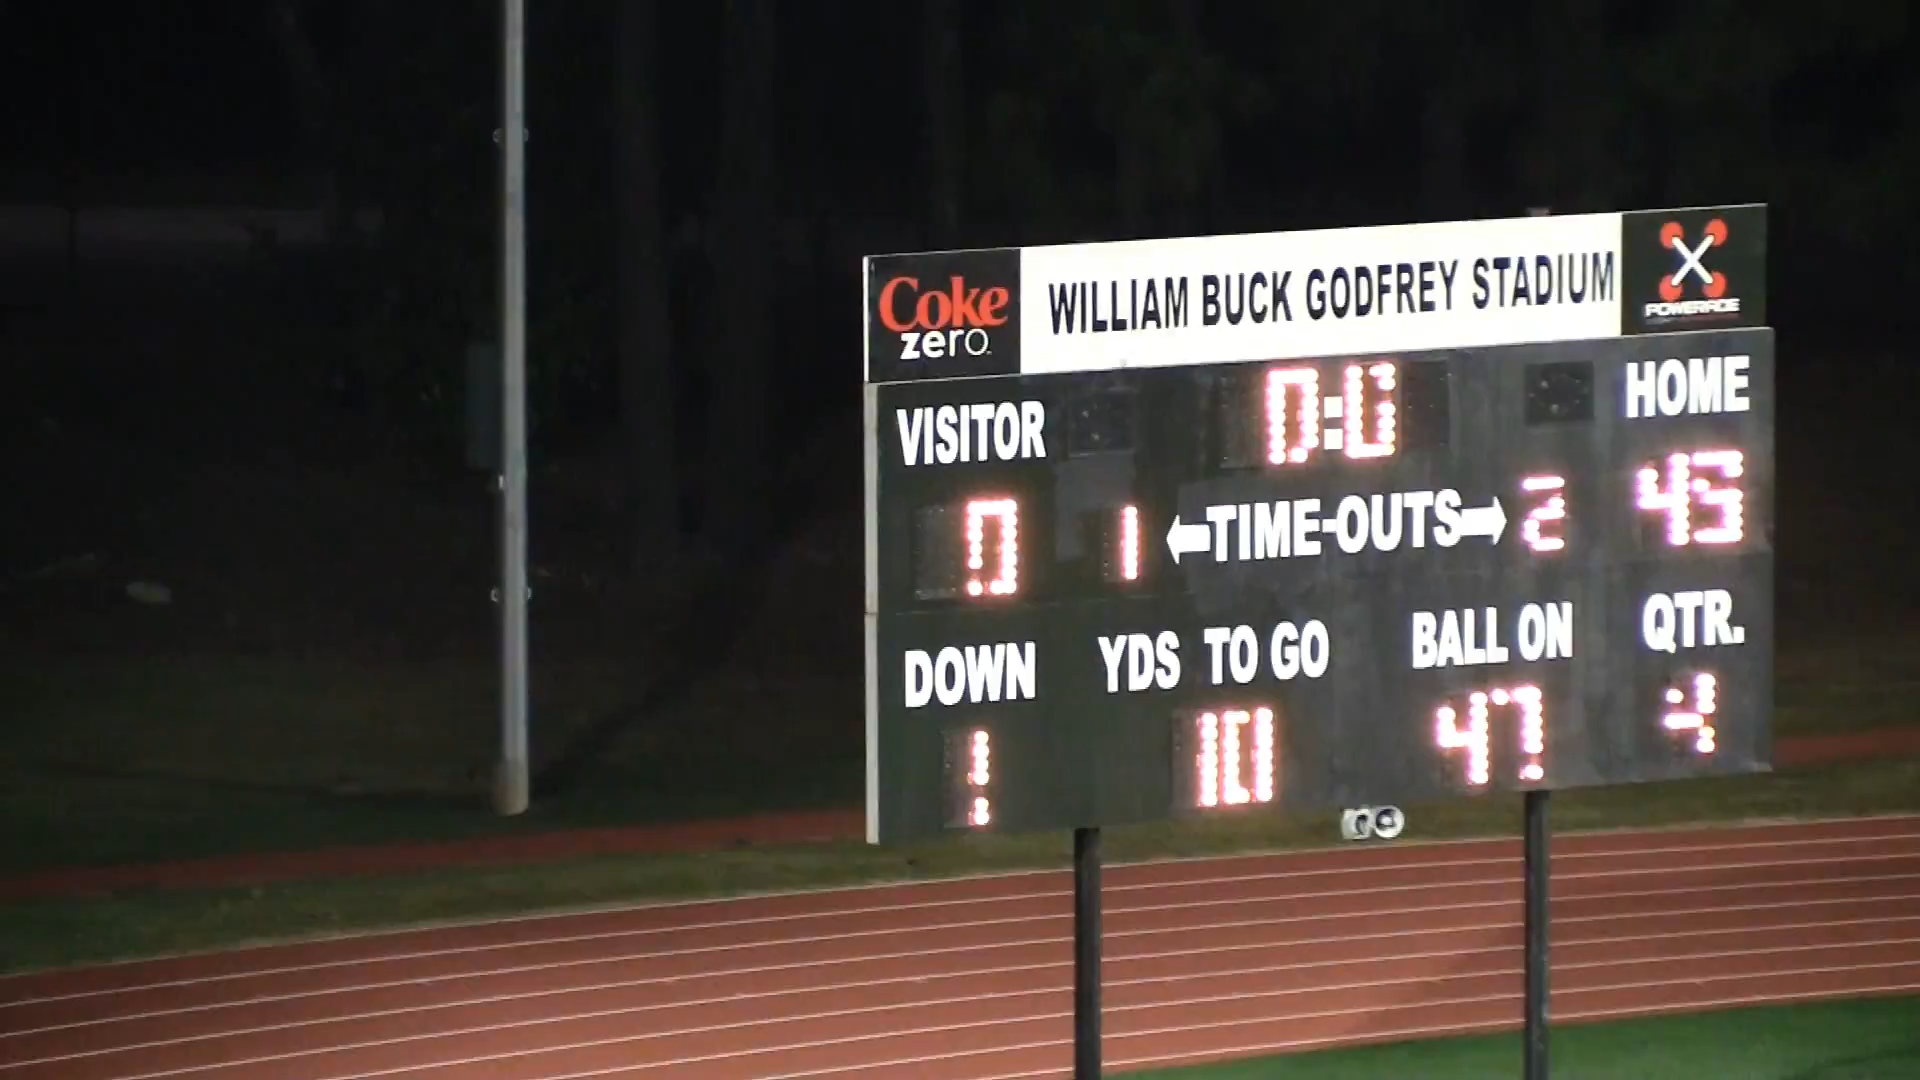 Coke
zero
WILLIAM BUCK GODFREY STADIUM
POWERADE
VISITOR
0:0
HOME
0
1
TIME-OUTS
2
45
DOWN
YDS TO GO
BALL ON
QTR.
1
10
47
4